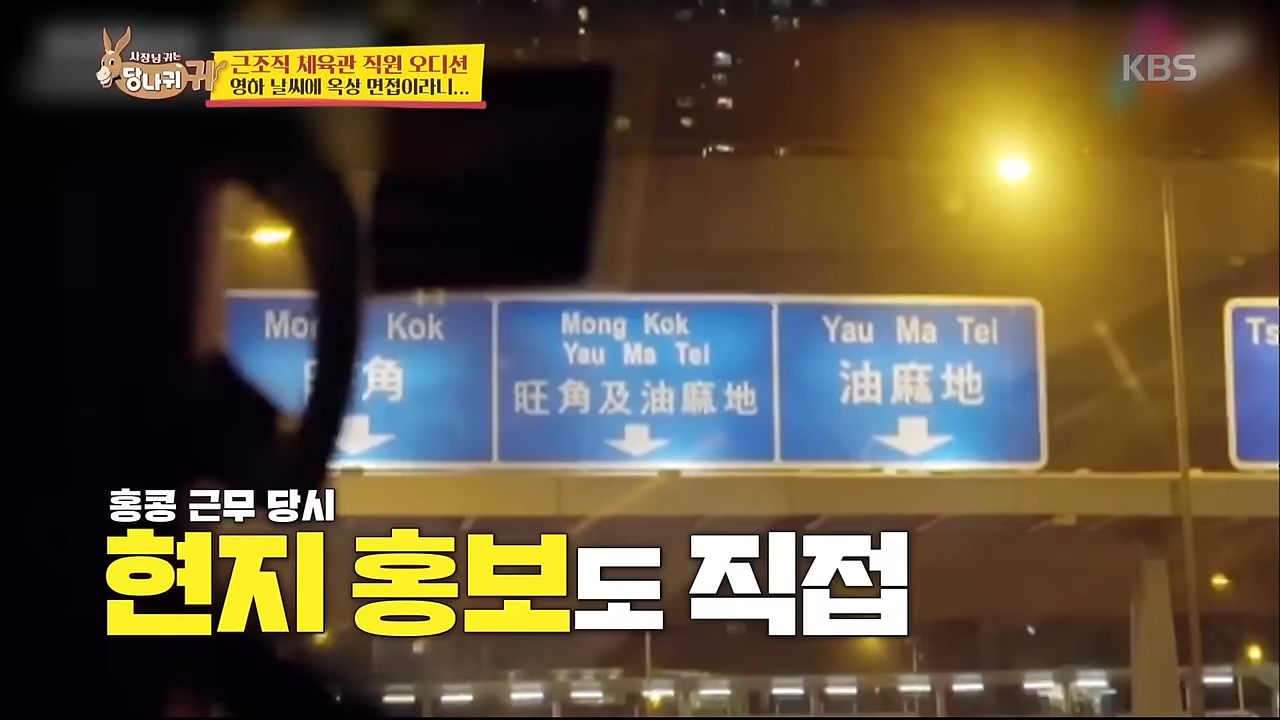 사장님 귀는
당나귀 귀
근조직 체육관 직원 오디션
영하 날씨에 옥상 면접이라니...
KBS
Kok
角
Mong Kok
Yau Ma Tei
旺角及油麻地
Yau Ma Tei
油麻地
홍콩 근무 당시
현지 홍보도 직접